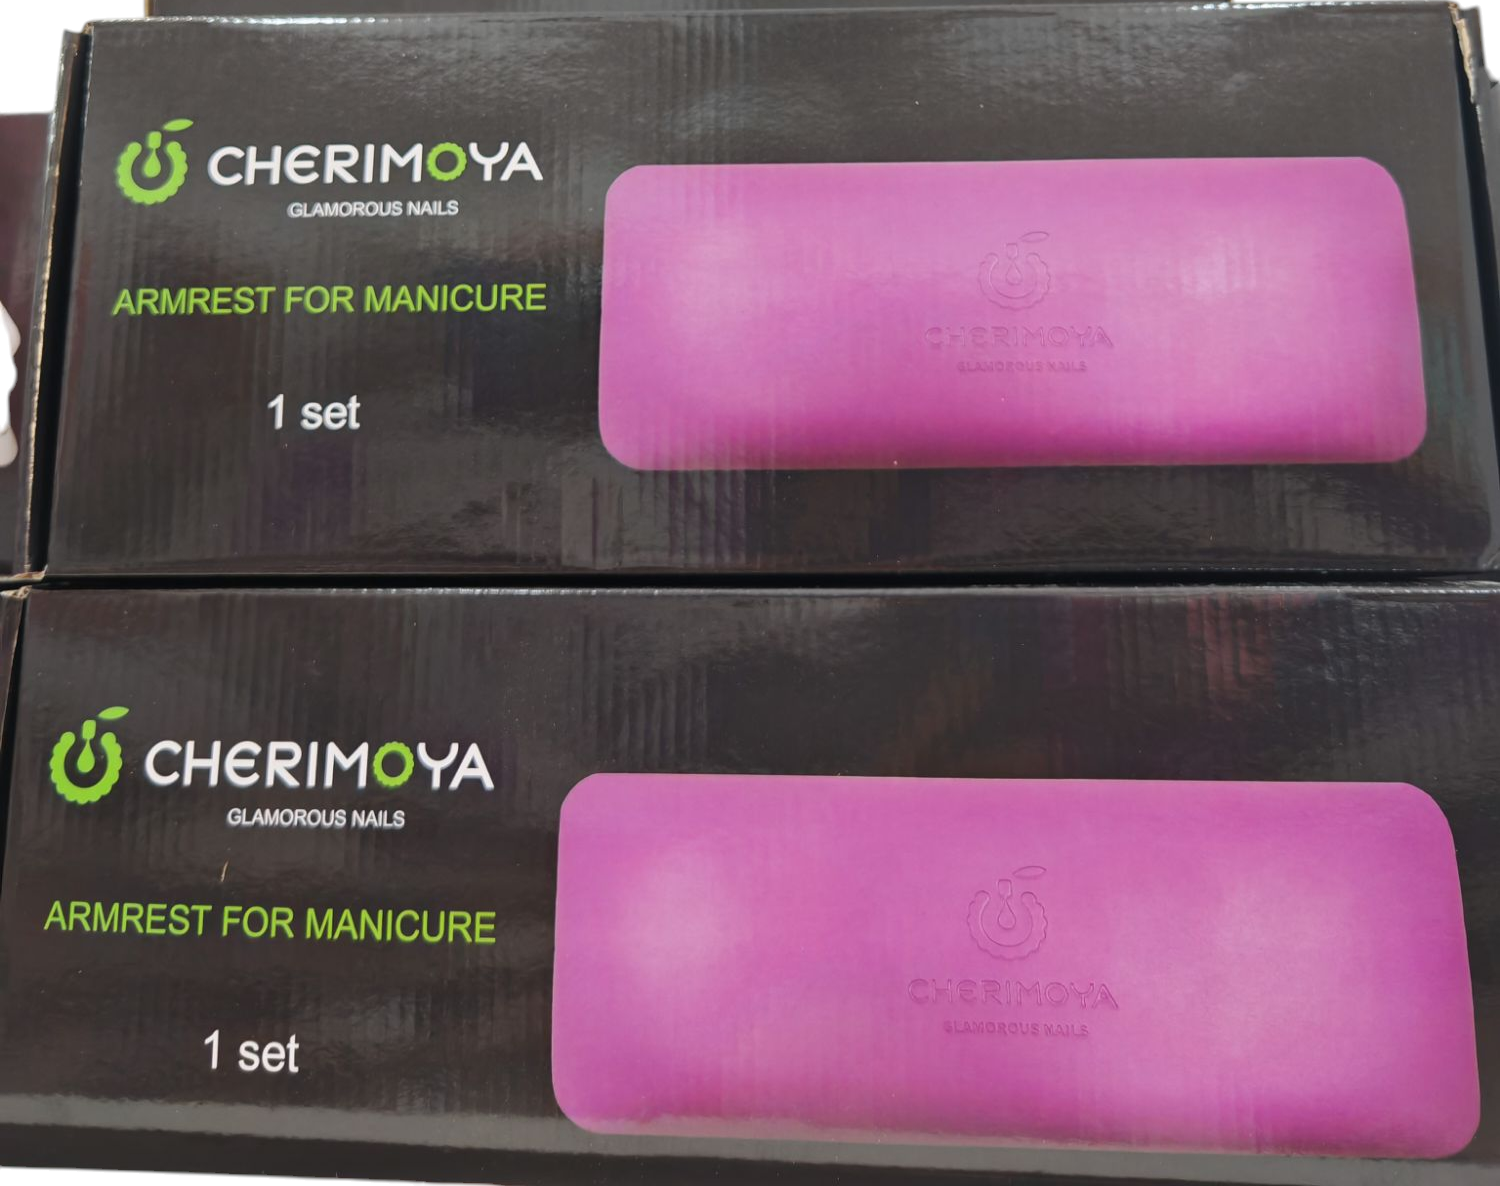 CHERIMOYA
GLAMOROUS NAILS
ARMREST FOR MANICURE
1 set
CHERIMOYA
GLAMOROUS NAILS
CHERIMOYA
GLAMOROUS NAILS
ARMREST FOR MANICURE
1 set
CHERIMOYA
GLAMOROUS NAILS